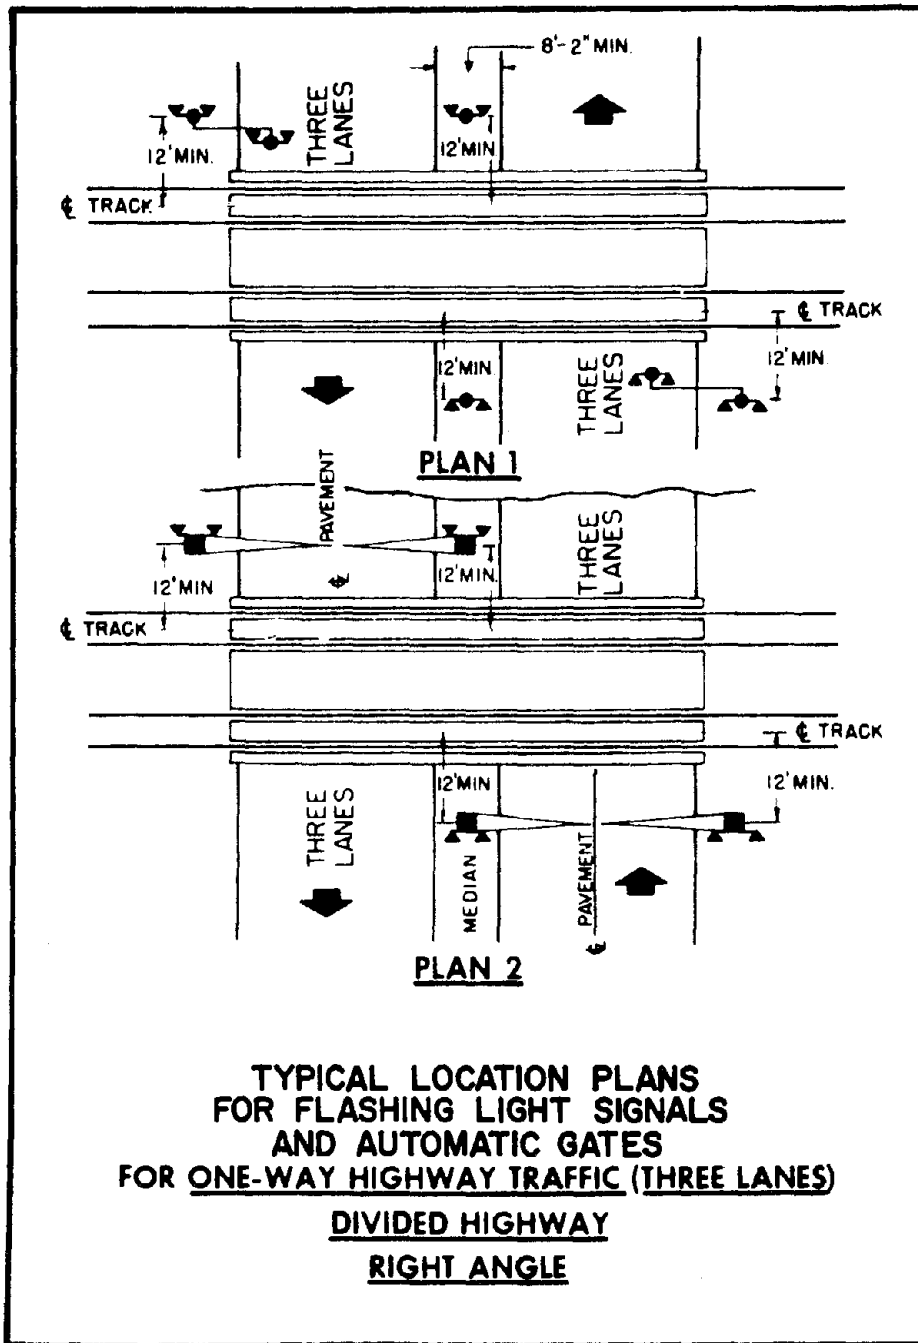 8'-2" MIN.
THREE
LANES
12' MIN.
12' MIN
℄ TRACK
℄ TRACK
12' MIN
12' MIN.
THREE
LANES
PLAN 1
PAVEMENT
℄
THREE
LANES
12' MIN
12' MIN.
℄ TRACK
℄ TRACK
12' MIN
12' MIN.
THREE
LANES
MEDIAN
PAVEMENT
℄
PLAN 2
TYPICAL LOCATION PLANS
FOR FLASHING LIGHT SIGNALS
AND AUTOMATIC GATES
FOR ONE-WAY HIGHWAY TRAFFIC (THREE LANES)
DIVIDED HIGHWAY
RIGHT ANGLE